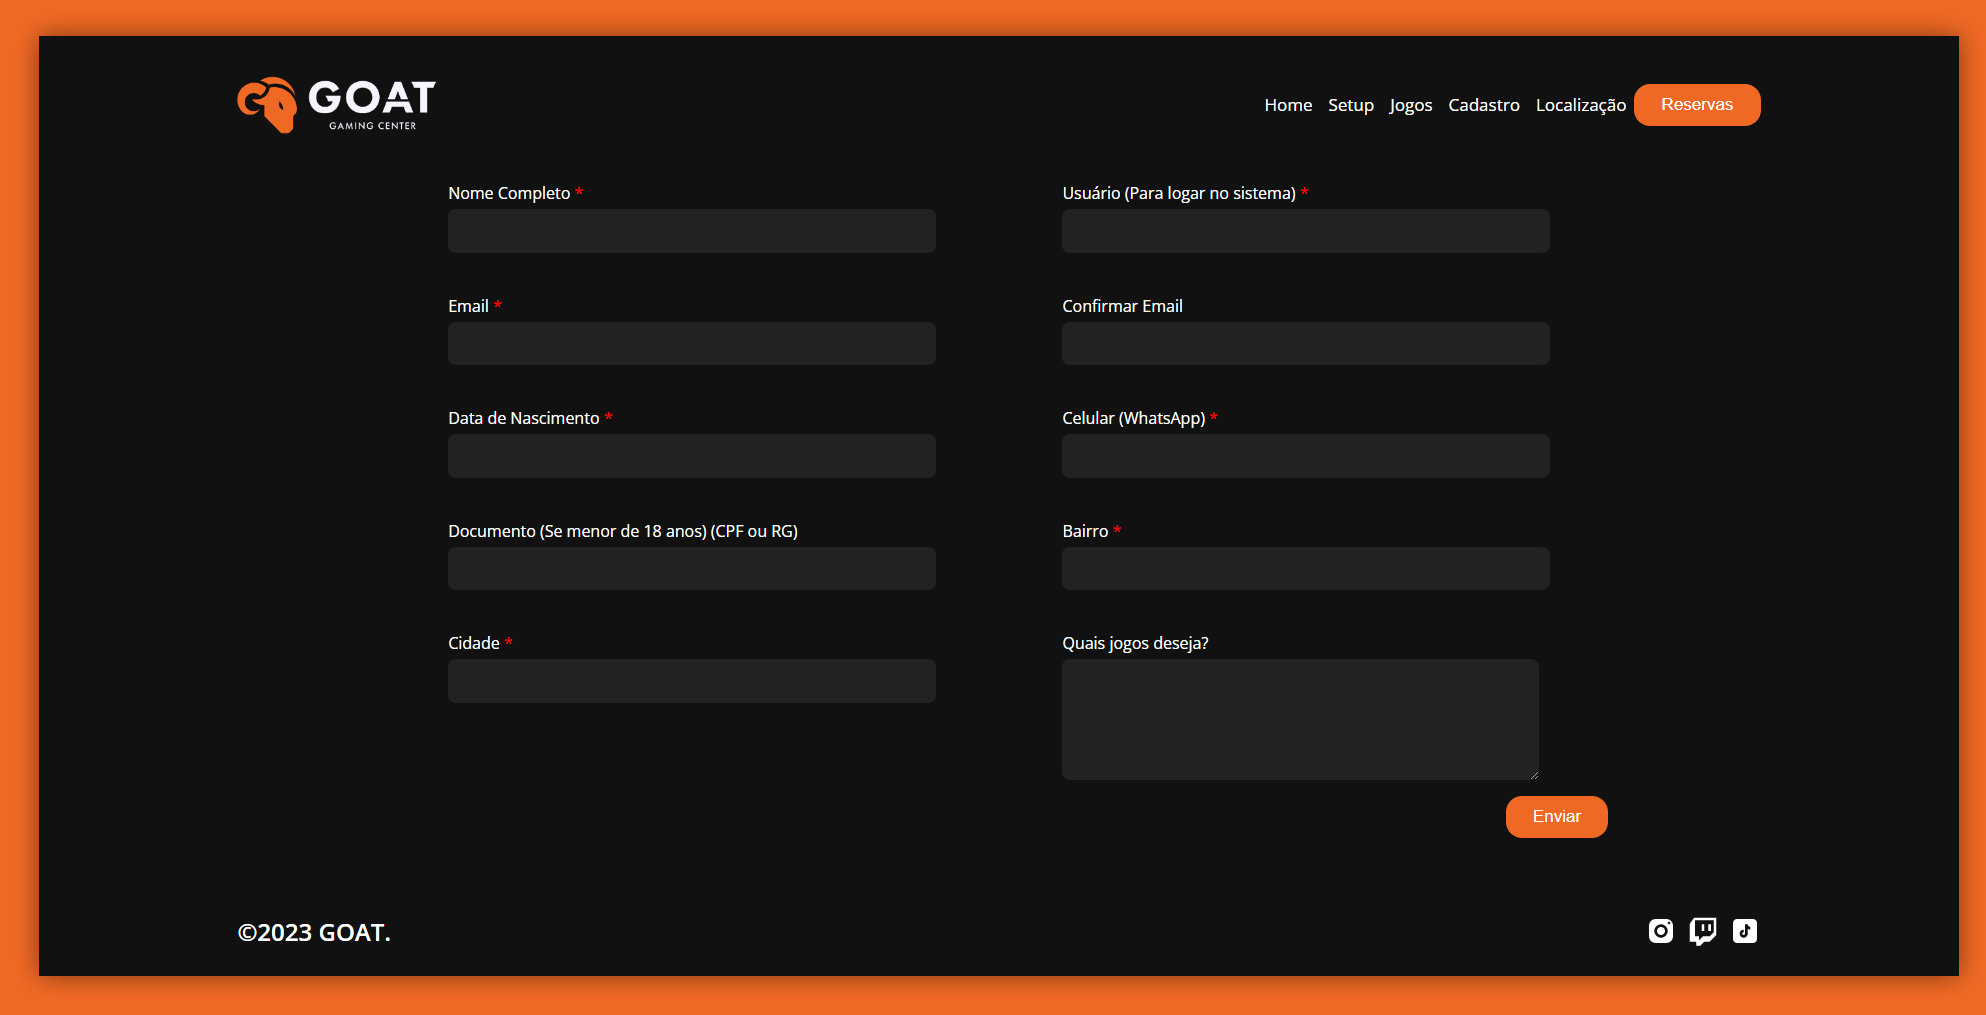 GOAT
GAMING CENTER
Home Setup Jogos Cadastro Localização Reservas
Nome Completo *
Usuário (Para logar no sistema) *
Email *
Confirmar Email
Data de Nascimento *
Celular (WhatsApp) *
Documento (Se menor de 18 anos) (CPF ou RG)
Bairro *
Cidade *
Quais jogos deseja?
Enviar
©2023 GOAT.